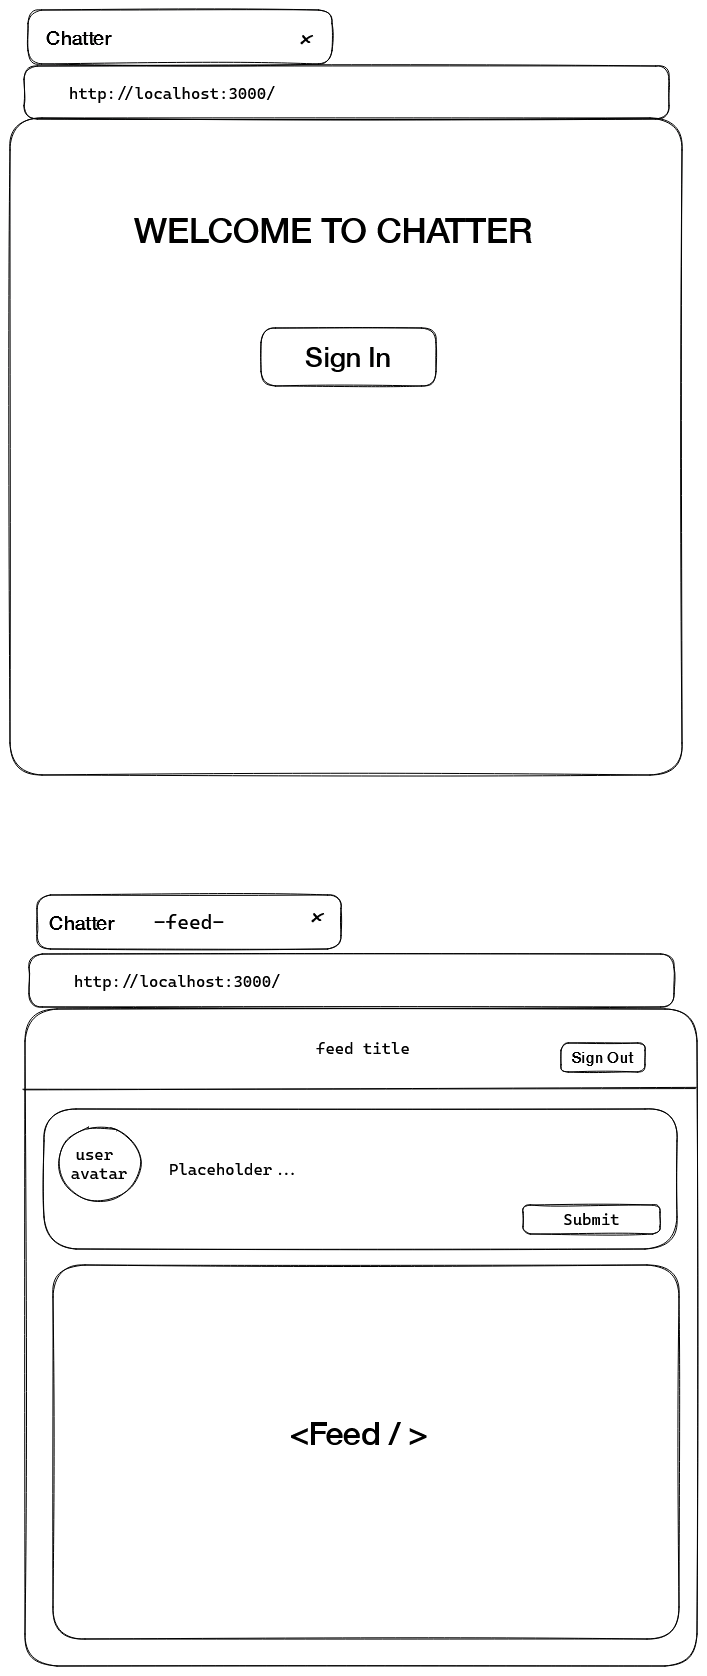 Chatter x
http://localhost:3000/
WELCOME TO CHATTER
Sign In
Chatter -feed- x
http://localhost:3000/
feed title
Sign Out
user
avatar
Placeholder...
Submit
<Feed / >